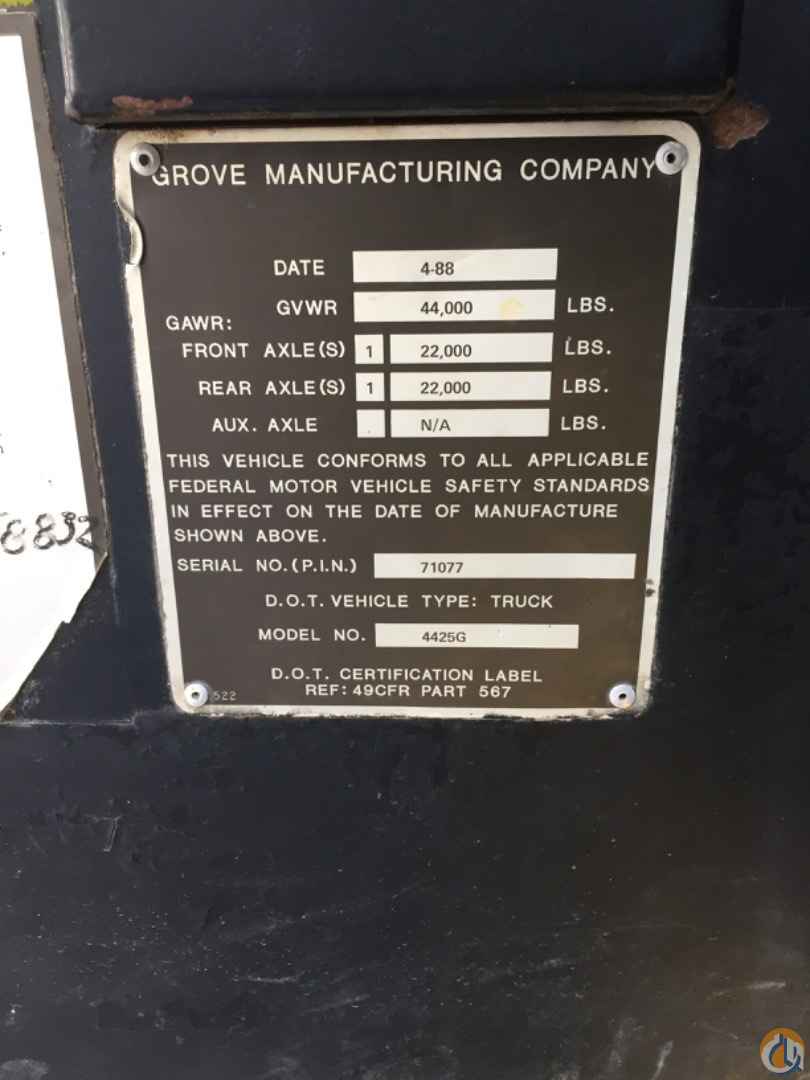 GROVE MANUFACTURING COMPANY
DATE 4-88
GVWR 44,000 LBS.
GAWR:
FRONT AXLE(S) 1 22,000 LBS.
REAR AXLE(S) 1 22,000 LBS.
AUX. AXLE N/A LBS.
THIS VEHICLE CONFORMS TO ALL APPLICABLE
FEDERAL MOTOR VEHICLE SAFETY STANDARDS
IN EFFECT ON THE DATE OF MANUFACTURE
SHOWN ABOVE.
SERIAL NO.(P.I.N.) 71077
D.O.T. VEHICLE TYPE: TRUCK
MODEL NO. 4425G
D.O.T. CERTIFICATION LABEL
522 REF: 49CFR PART 567